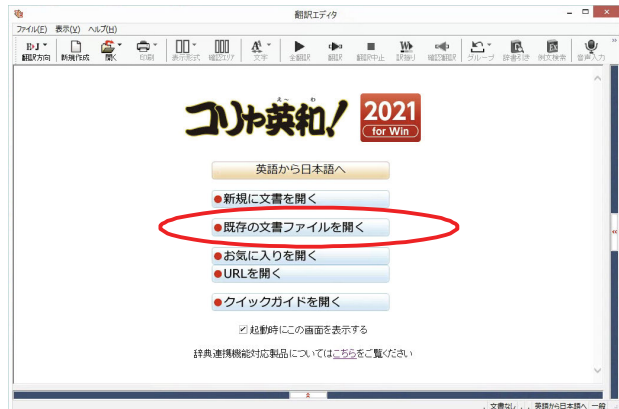 翻訳エディタ
ファイル(F) 表示(V) ヘルプ(H)
E▸J
翻訳方向 新規作成 開く 印刷 表示形式 確認エリア 文字 全翻訳 翻訳 翻訳中止 訳振り 確認翻訳 グループ 辞書引き 例文検索 音声入力
え〜 わ
コリャ英和! 2021
for Win
英語から日本語へ
●新規に文書を開く
●既存の文書ファイルを開く
●お気に入りを開く
●URLを開く
●クイックガイドを開く
起動時にこの画面を表示する
辞典連携機能対応製品についてはこちらをご覧ください
文書なし 英語から日本語へ 一般